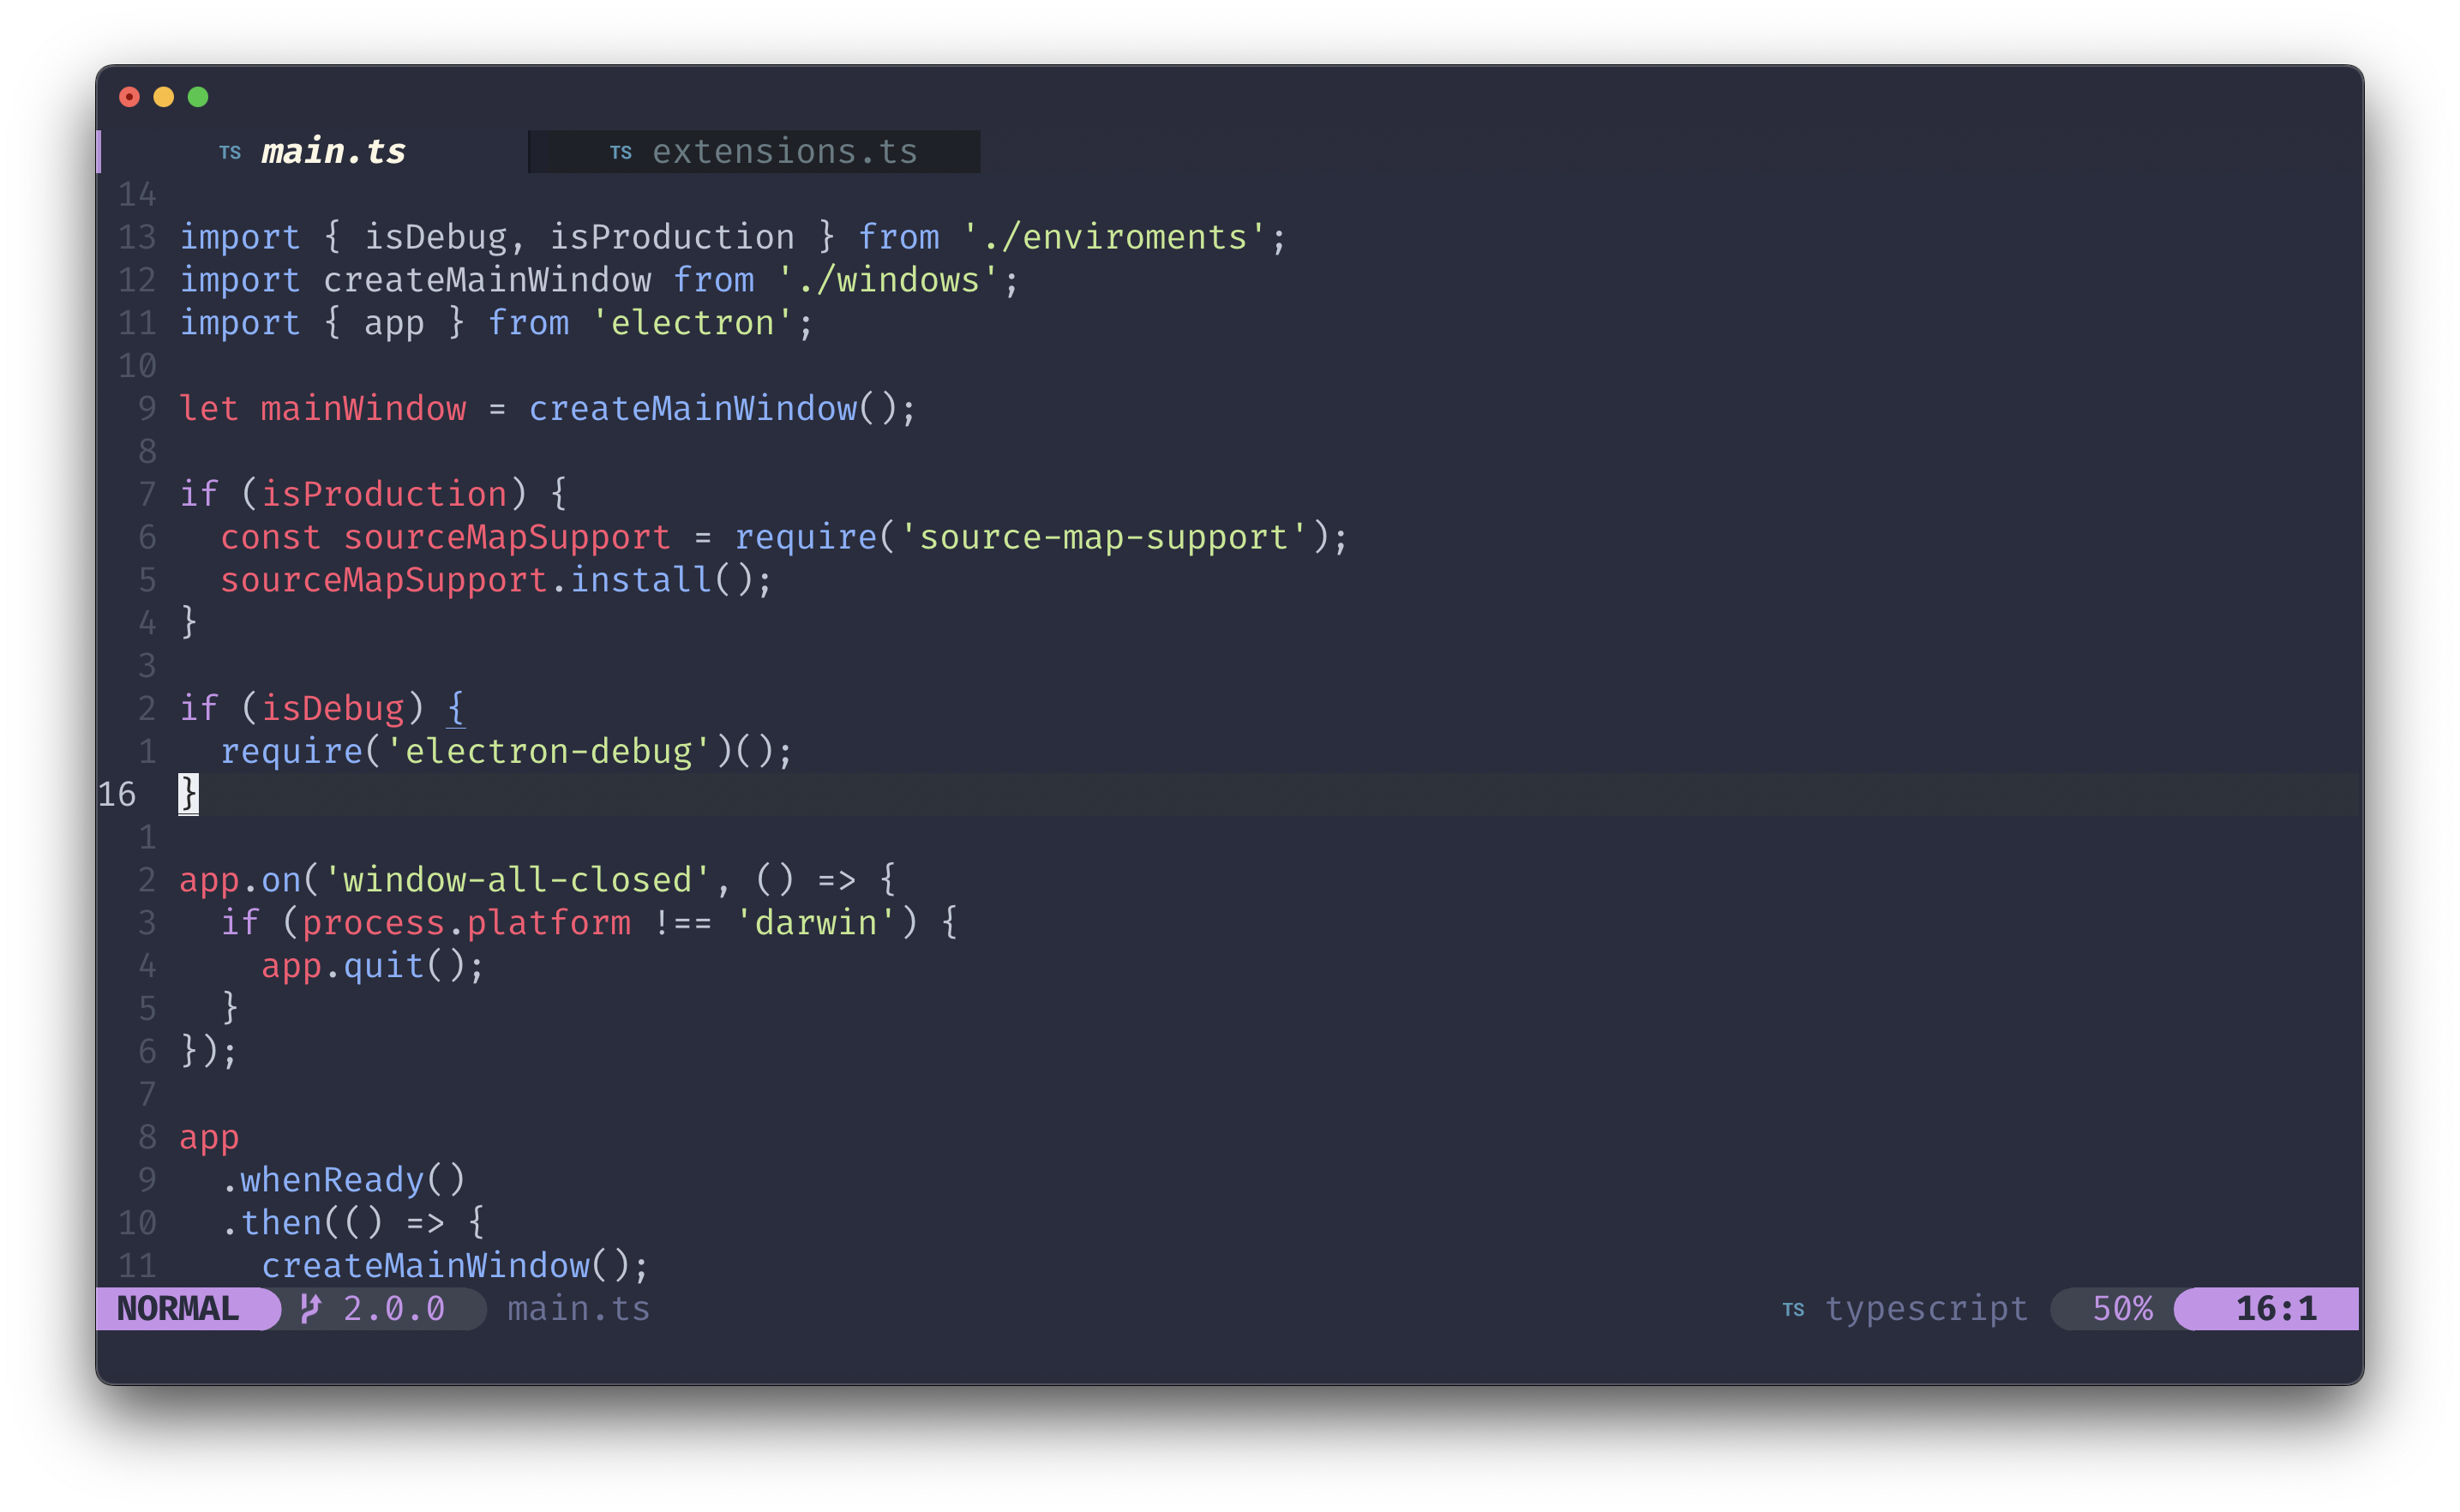 TS main.ts TS extensions.ts
14
13 import { isDebug, isProduction } from './enviroments';
12 import createMainWindow from './windows';
11 import { app } from 'electron';
10
9 let mainWindow = createMainWindow();
8
7 if (isProduction) {
6   const sourceMapSupport = require('source-map-support');
5   sourceMapSupport.install();
4 }
3
2 if (isDebug) {
1   require('electron-debug')();
16 }
1
2 app.on('window-all-closed', () => {
3   if (process.platform !== 'darwin') {
4     app.quit();
5   }
6 });
7
8 app
9   .whenReady()
10   .then(() => {
11     createMainWindow();
NORMAL 2.0.0 main.ts TS typescript 50% 16:1